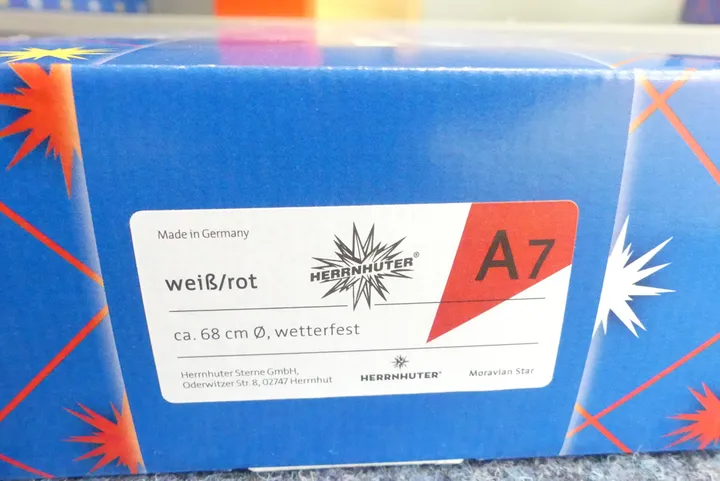 Made in Germany
HERRNHUTER®
A7
weiß/rot
ca. 68 cm Ø, wetterfest
Herrnhuter Sterne GmbH,
Oderwitzer Str. 8, 02747 Herrnhut
HERRNHUTER®
Moravian Star